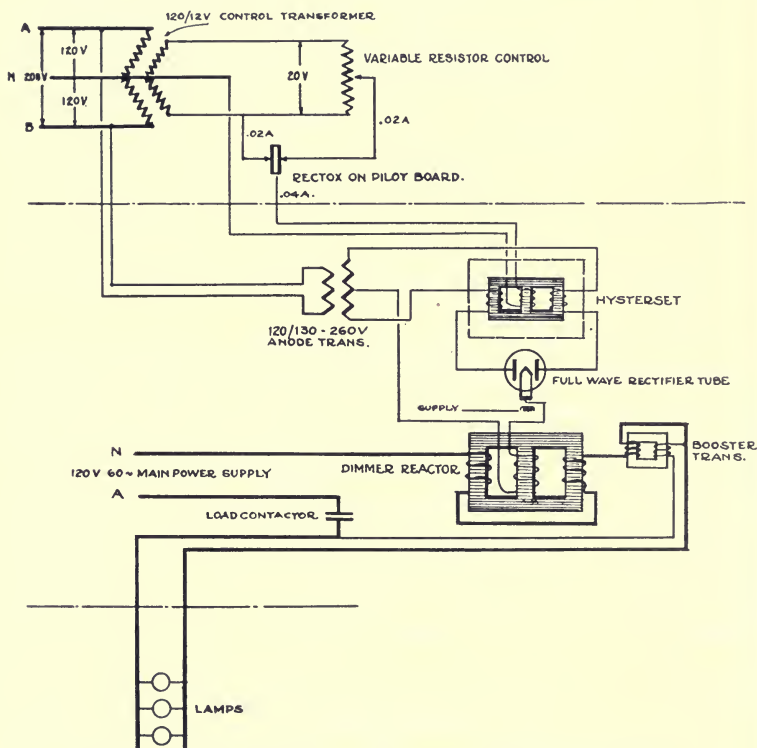 120/12V CONTROL TRANSFORMER
A
120V
VARIABLE RESISTOR CONTROL
N 208V
20V
120V
B
.02A
.02A
RECTOX ON PILOT BOARD.
.04A.
HYSTERSET
120/130-260V
ANODE TRANS.
FULL WAVE RECTIFIER TUBE
SUPPLY
N
DIMMER REACTOR
BOOSTER
TRANS.
120V 60~ MAIN POWER SUPPLY
A
LOAD CONTACTOR
LAMPS